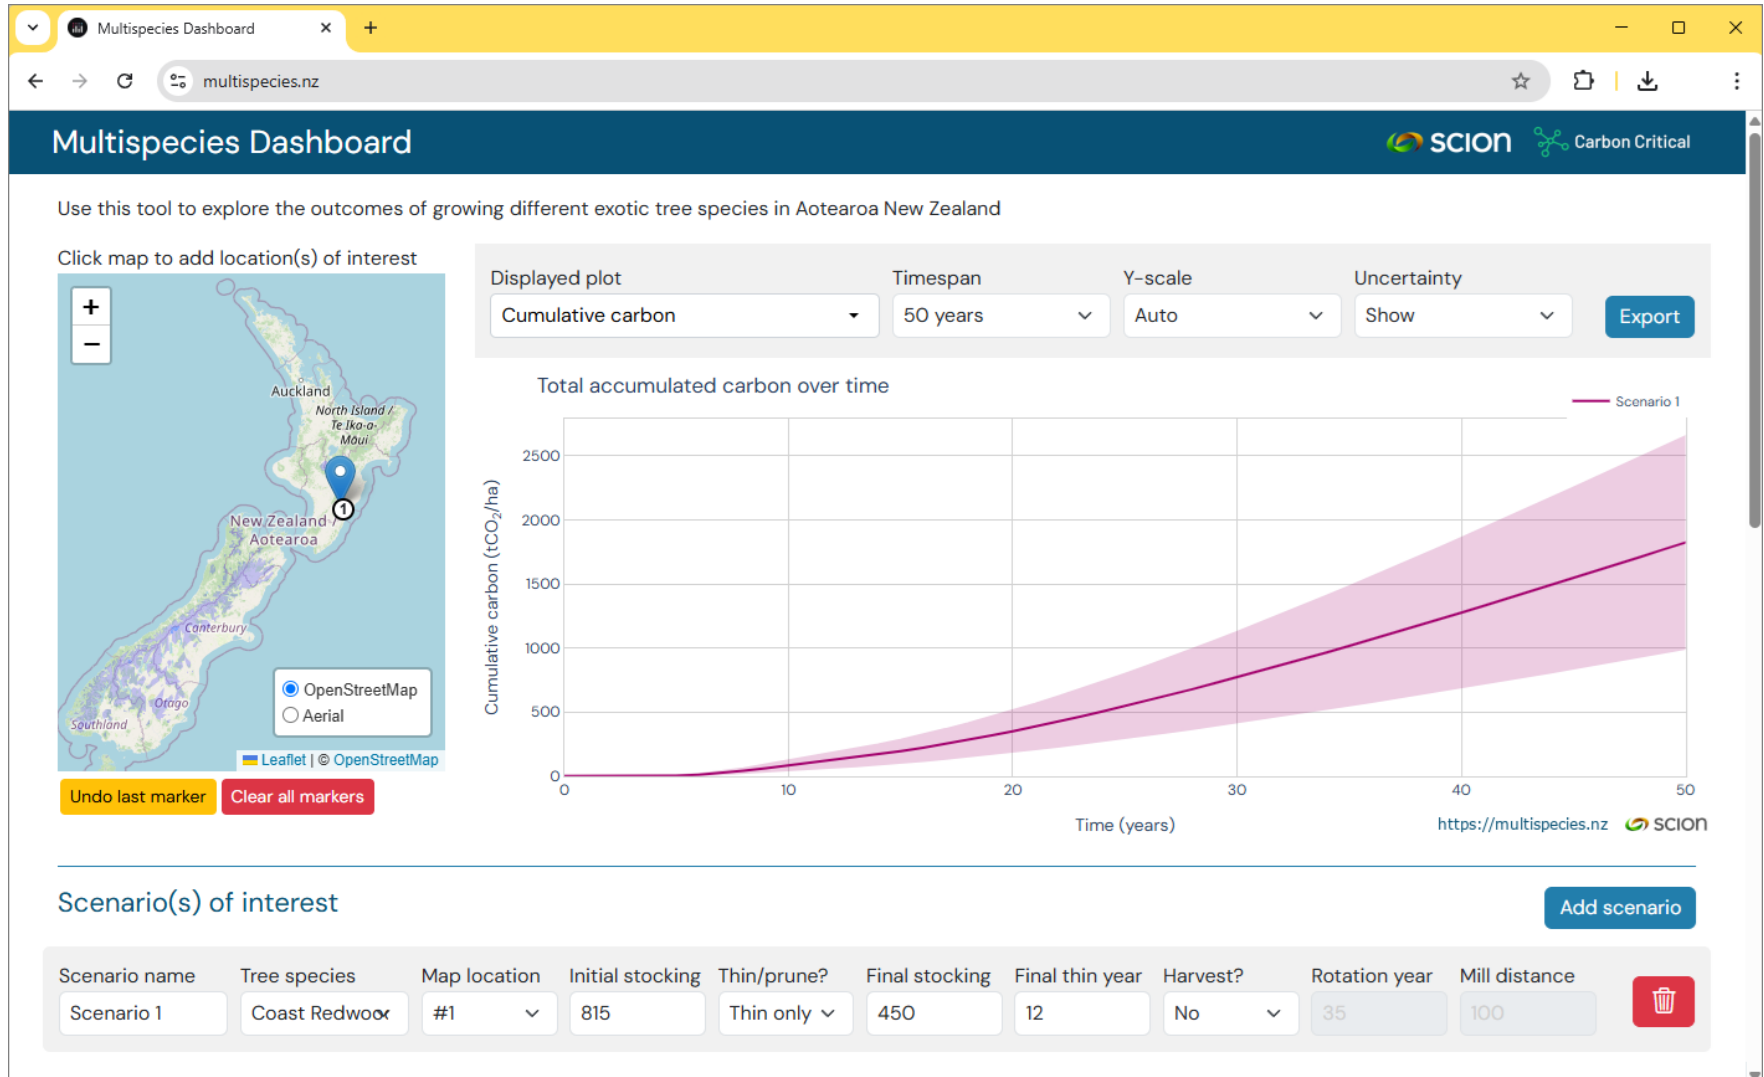 Multispecies Dashboard
multispecies.nz
Multispecies Dashboard
SCION
Carbon Critical
Use this tool to explore the outcomes of growing different exotic tree species in Aotearoa New Zealand
Click map to add location(s) of interest
+
−
Auckland
North Island /
Te Ika-a-
Māui
1
New Zealand /
Aotearoa
Canterbury
Otago
Southland
OpenStreetMap
Aerial
Leaflet | © OpenStreetMap
Undo last marker
Clear all markers
Displayed plot
Timespan
Y-scale
Uncertainty
Cumulative carbon
50 years
Auto
Show
Export
Total accumulated carbon over time
Scenario 1
Cumulative carbon (tCO₂/ha)
2500
2000
1500
1000
500
0
0 10 20 30 40 50
Time (years)
https://multispecies.nz
SCION
Scenario(s) of interest
Add scenario
Scenario name Tree species Map location Initial stocking Thin/prune? Final stocking Final thin year Harvest? Rotation year Mill distance
Scenario 1 Coast Redwoo #1 815 Thin only 450 12 No 35 100